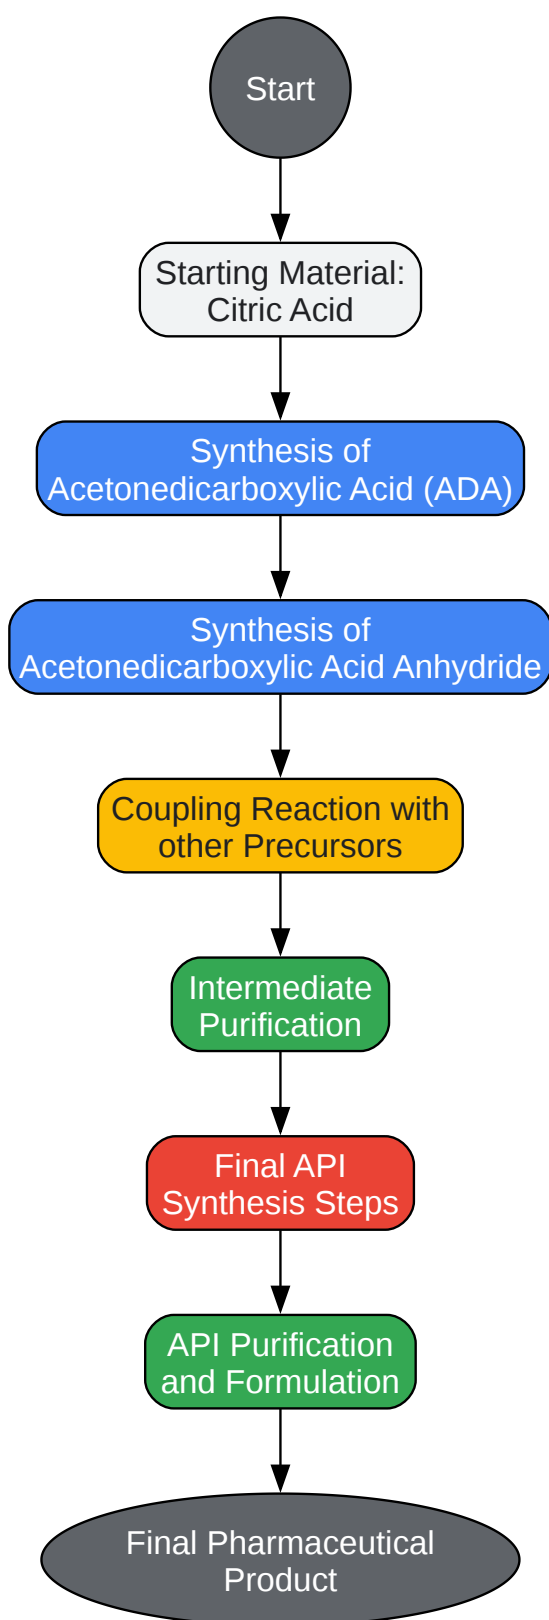 Start
Starting Material:
Citric Acid
Synthesis of
Acetonedicarboxylic Acid (ADA)
Synthesis of
Acetonedicarboxylic Acid Anhydride
Coupling Reaction with
other Precursors
Intermediate
Purification
Final API
Synthesis Steps
API Purification
and Formulation
Final Pharmaceutical
Product